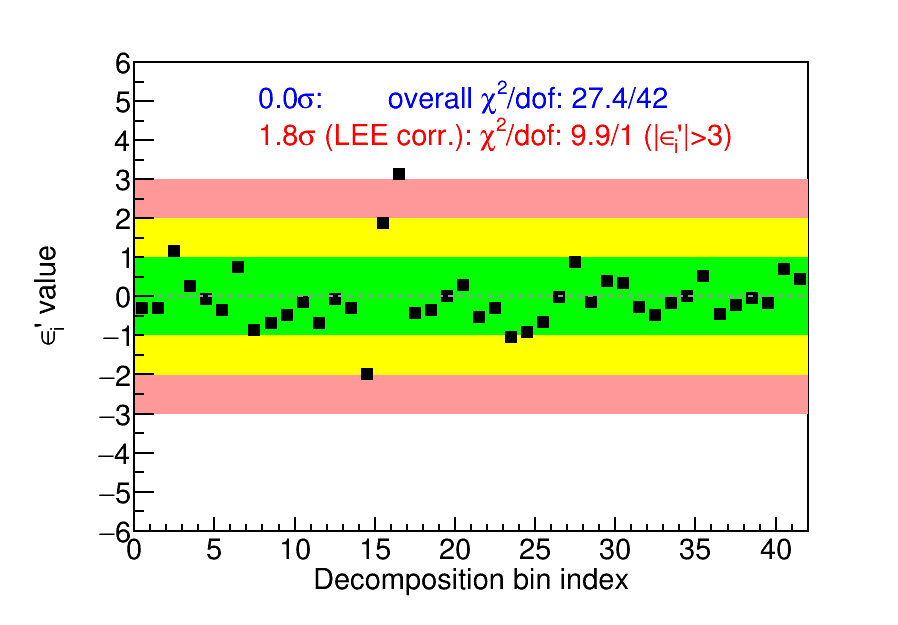 0.0σ: overall χ²/dof: 27.4/42
1.8σ (LEE corr.): χ²/dof: 9.9/1 (|ϵᵢ'|>3)
6
5
4
3
2
1
0
−1
−2
−3
−4
−5
−6
ϵᵢ' value
0 5 10 15 20 25 30 35 40
Decomposition bin index